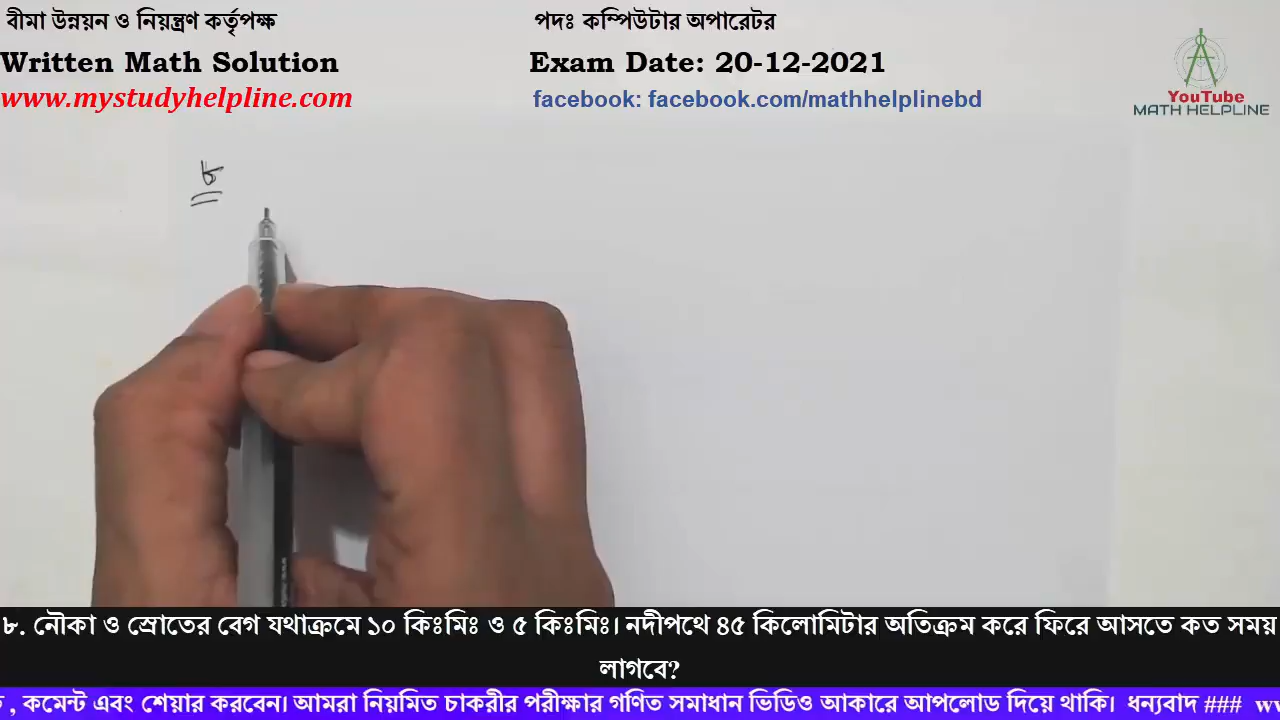 বীমা উন্নয়ন ও নিয়ন্ত্রণ কর্তৃপক্ষ
পদঃ কম্পিউটার অপারেটর
Written Math Solution
Exam Date: 20-12-2021
www.mystudyhelpline.com
facebook: facebook.com/mathhelplinebd
YouTube
MATH HELPLINE
৮
৮. নৌকা ও স্রোতের বেগ যথাক্রমে ১০ কিঃমিঃ ও ৫ কিঃমিঃ। নদীপথে ৪৫ কিলোমিটার অতিক্রম করে ফিরে আসতে কত সময়
লাগবে?
, কমেন্ট এবং শেয়ার করবেন। আমরা নিয়মিত চাকরীর পরীক্ষার গণিত সমাধান ভিডিও আকারে আপলোড দিয়ে থাকি। ধন্যবাদ ###